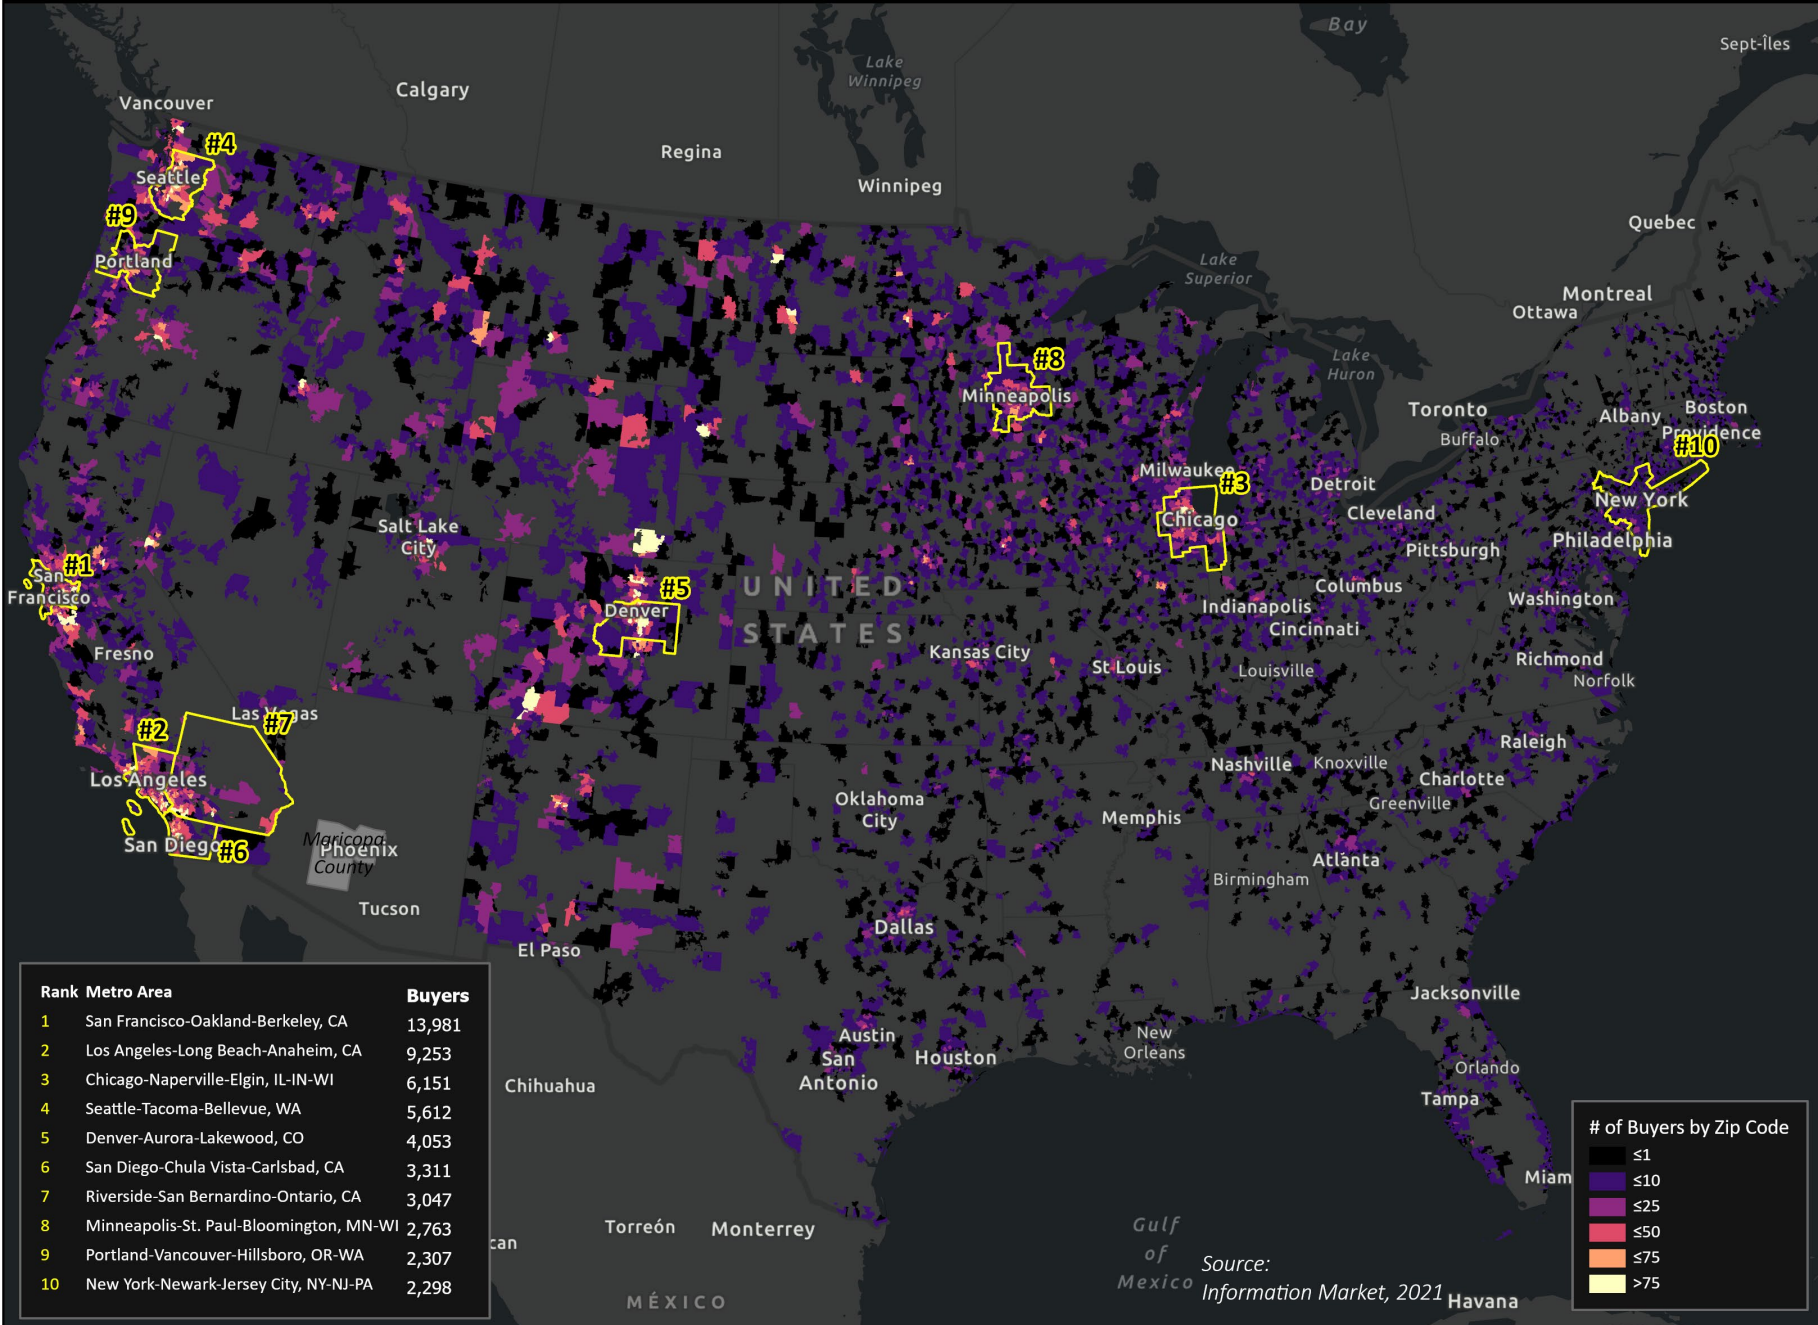 Bay
Sept-Îles
Lake
Winnipeg
Calgary
Vancouver
#4
Regina
Seattle
Winnipeg
#9
Quebec
Portland
Lake
Superior
Montreal
Ottawa
#8
Lake
Huron
Minneapolis
Toronto
Albany
Boston
Buffalo
Providence
#10
Milwaukee
#3
Detroit
New York
Chicago
Cleveland
Salt Lake
City
Philadelphia
Pittsburgh
#1
San
Francisco
#5
UNITED
STATES
Denver
Columbus
Washington
Indianapolis
Cincinnati
Fresno
Kansas City
St Louis
Louisville
Richmond
Norfolk
Las Vegas
#7
#2
Raleigh
Nashville
Knoxville
Los Angeles
Charlotte
Oklahoma
City
Greenville
Memphis
San Diego
#6
Maricopa
County
Phoenix
Atlanta
Birmingham
Tucson
Dallas
El Paso
Jacksonville
Austin
New
Orleans
San
Antonio
Houston
Orlando
Chihuahua
Tampa
Miam
Torreón
Monterrey
can
Gulf
of
Mexico
MÉXICO
Havana
Source:
Information Market, 2021
Rank Metro Area Buyers
1 San Francisco-Oakland-Berkeley, CA 13,981
2 Los Angeles-Long Beach-Anaheim, CA 9,253
3 Chicago-Naperville-Elgin, IL-IN-WI 6,151
4 Seattle-Tacoma-Bellevue, WA 5,612
5 Denver-Aurora-Lakewood, CO 4,053
6 San Diego-Chula Vista-Carlsbad, CA 3,311
7 Riverside-San Bernardino-Ontario, CA 3,047
8 Minneapolis-St. Paul-Bloomington, MN-WI 2,763
9 Portland-Vancouver-Hillsboro, OR-WA 2,307
10 New York-Newark-Jersey City, NY-NJ-PA 2,298
# of Buyers by Zip Code
≤1
≤10
≤25
≤50
≤75
>75